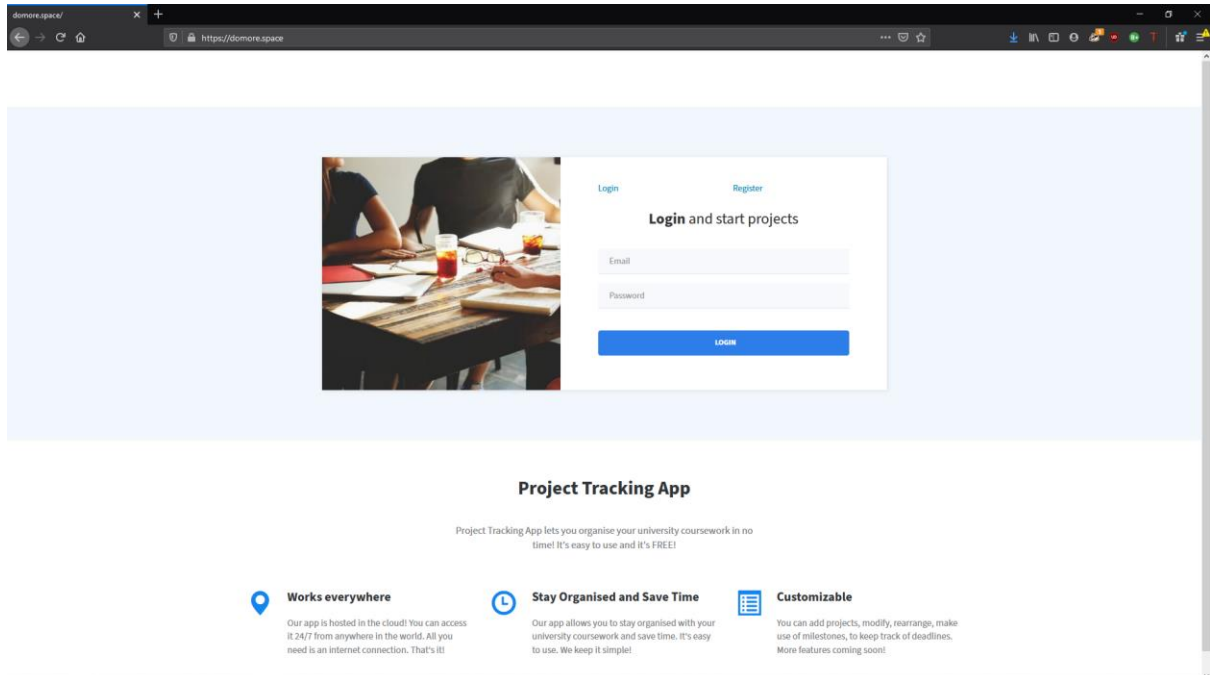 domore.space/
https://domore.space
Login
Register
Login and start projects
Email
Password
LOGIN
Project Tracking App
Project Tracking App lets you organise your university coursework in no
time! It's easy to use and it's FREE!
Works everywhere
Our app is hosted in the cloud! You can access
it 24/7 from anywhere in the world. All you
need is an internet connection. That's it!
Stay Organised and Save Time
Our app allows you to stay organised with your
university coursework and save time. It's easy
to use. We keep it simple!
Customizable
You can add projects, modify, rearrange, make
use of milestones, to keep track of deadlines.
More features coming soon!